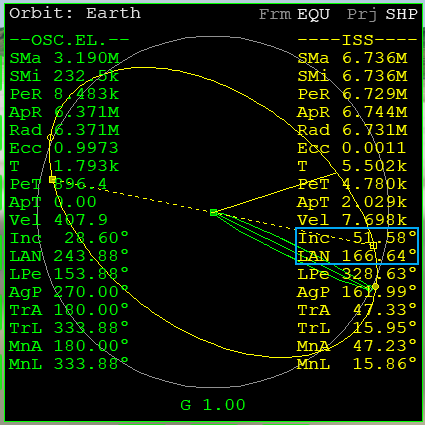 Orbit: Earth Frm EQU Prj SHP
--OSC.EL.-- ----ISS----
SMa 3.190M SMa 6.736M
SMi 232.5k SMi 6.736M
PeR 8.483k PeR 6.729M
ApR 6.371M ApR 6.744M
Rad 6.371M Rad 6.731M
Ecc 0.9973 Ecc 0.0011
T 1.793k T 5.502k
PeT 896.4 PeT 4.780k
ApT 0.00 ApT 2.029k
Vel 407.9 Vel 7.698k
Inc 28.60° Inc 51.58°
LAN 243.88° LAN 166.64°
LPe 153.88° LPe 328.63°
AgP 270.00° AgP 161.99°
TrA 180.00° TrA 47.33°
TrL 333.88° TrL 15.95°
MnA 180.00° MnA 47.23°
MnL 333.88° MnL 15.86°
G 1.00